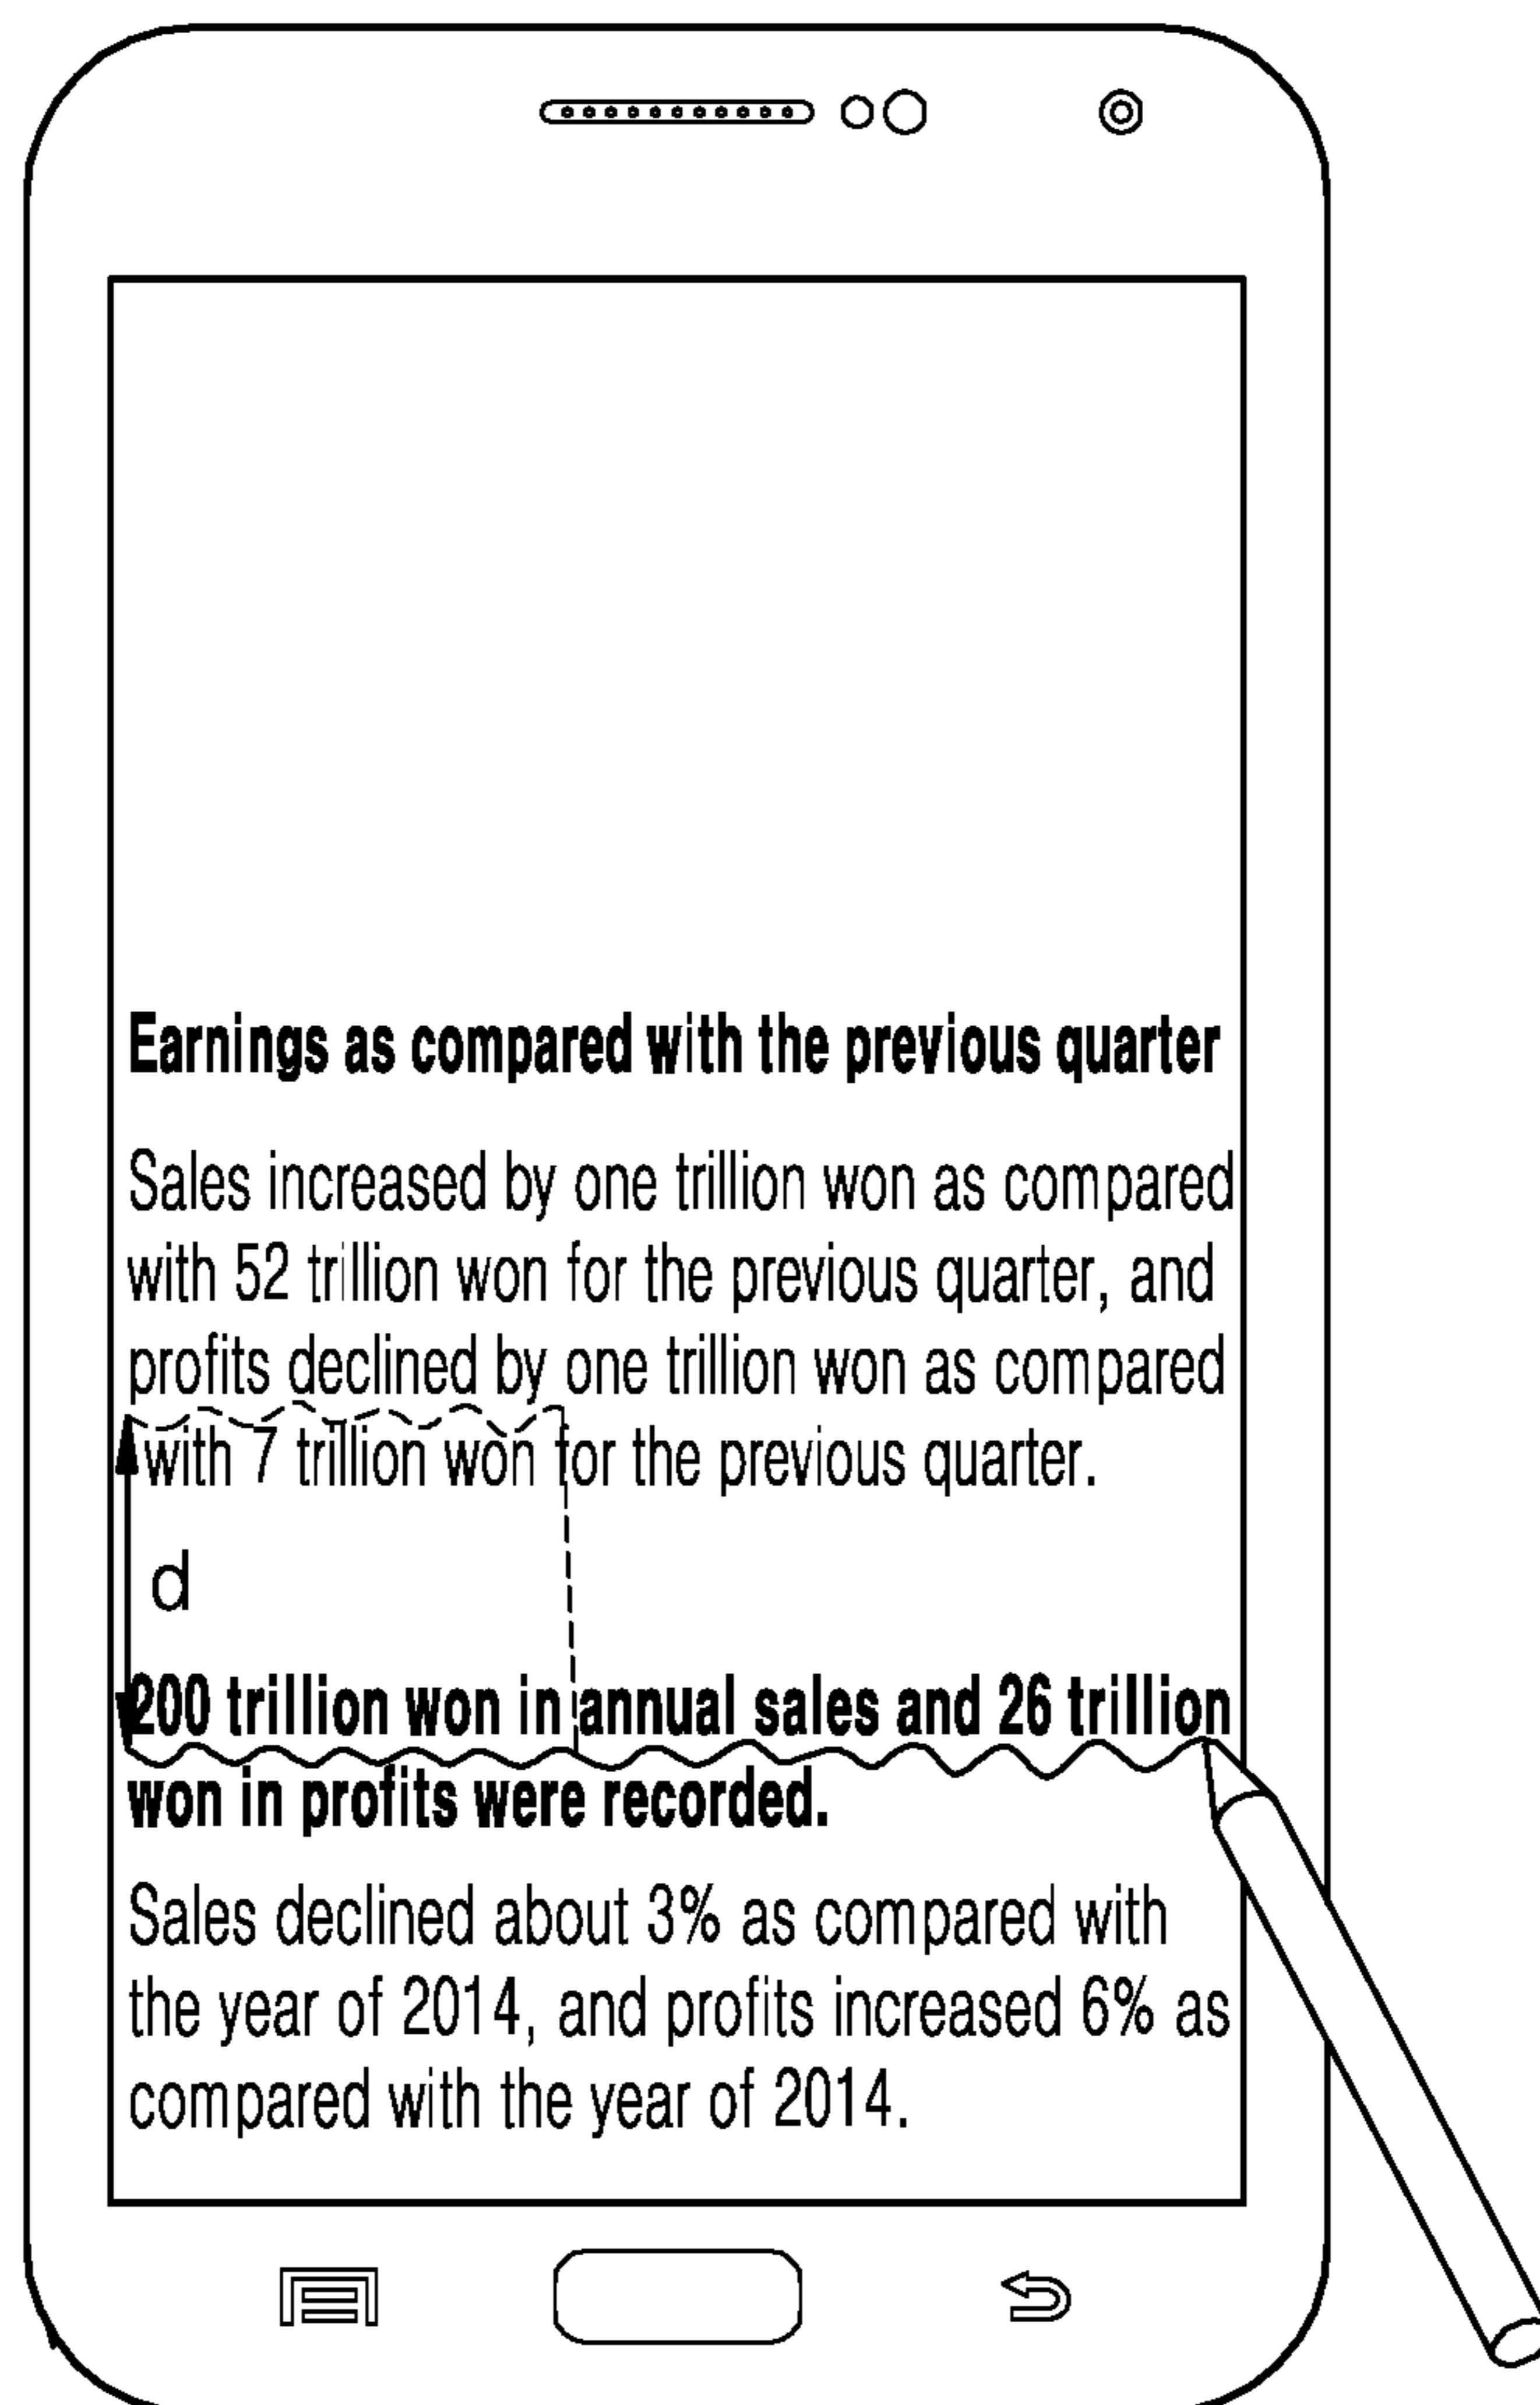 Earnings as compared with the previous quarter
Sales increased by one trillion won as compared
with 52 trillion won for the previous quarter, and
profits declined by one trillion won as compared
with 7 trillion won for the previous quarter.
d
200 trillion won in annual sales and 26 trillion
won in profits were recorded.
Sales declined about 3% as compared with
the year of 2014, and profits increased 6% as
compared with the year of 2014.